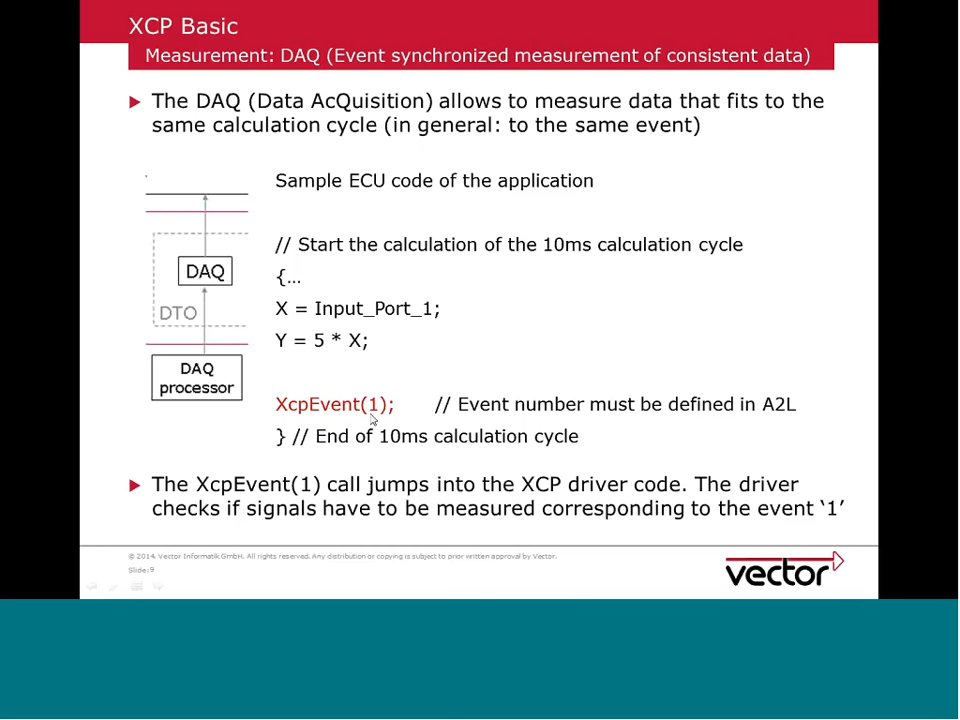 XCP Basic
Measurement: DAQ (Event synchronized measurement of consistent data)
The DAQ (Data AcQuisition) allows to measure data that fits to the
same calculation cycle (in general: to the same event)
Sample ECU code of the application
// Start the calculation of the 10ms calculation cycle
{…
X = Input_Port_1;
Y = 5 * X;
XcpEvent(1); // Event number must be defined in A2L
} // End of 10ms calculation cycle
DAQ
DTO
DAQ
processor
The XcpEvent(1) call jumps into the XCP driver code. The driver
checks if signals have to be measured corresponding to the event ‘1’
© 2014. Vector Informatik GmbH. All rights reserved. Any distribution or copying is subject to prior written approval by Vector.
Slide: 9
vector